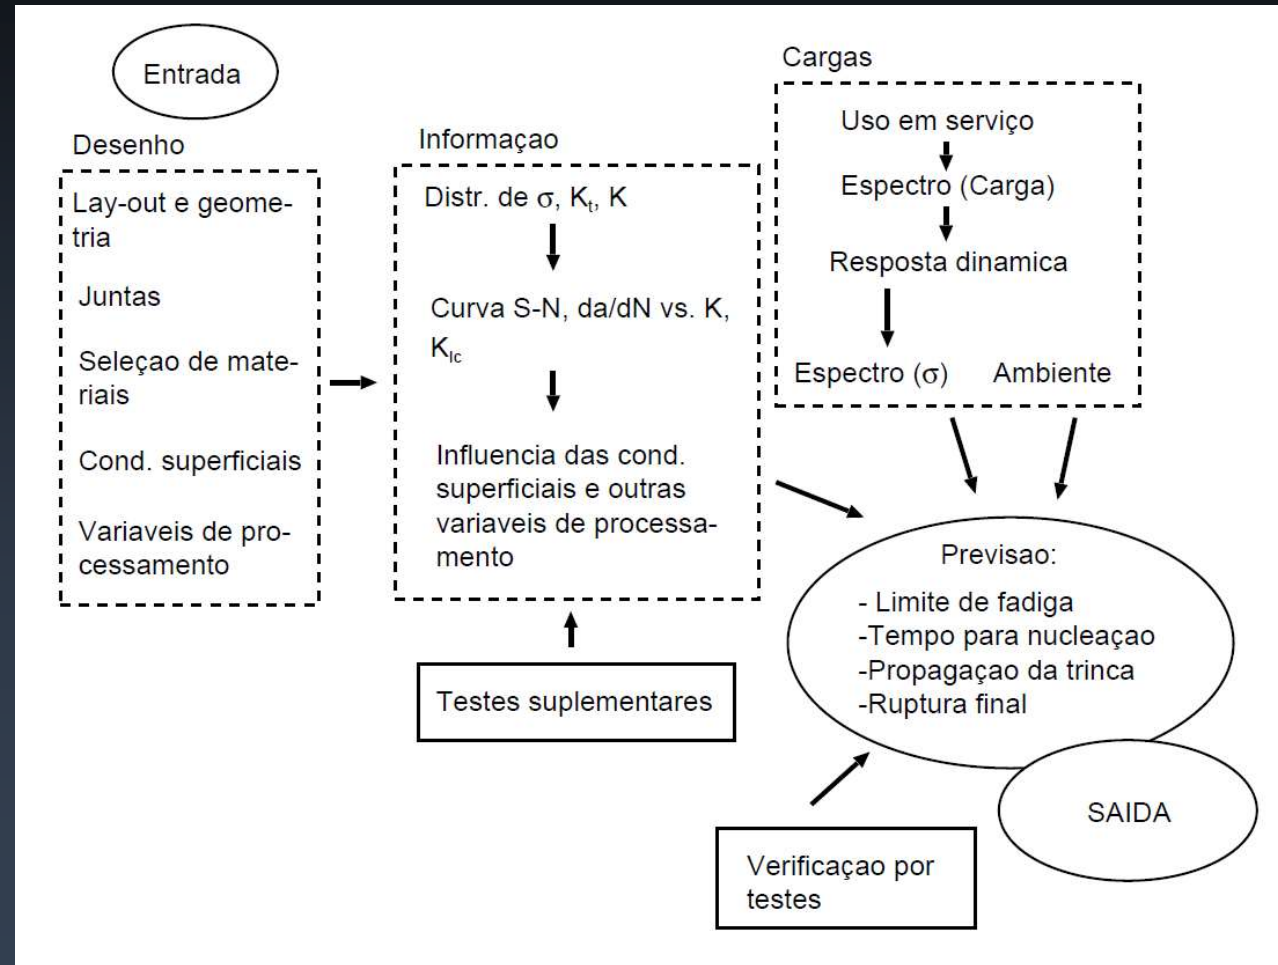 Entrada
Desenho
Lay-out e geome-
tria
Juntas
Seleçao de mate-
riais
Cond. superficiais
Variaveis de pro-
cessamento
Informaçao
Distr. de σ, Kt, K
Curva S-N, da/dN vs. K,
KIc
Influencia das cond.
superficiais e outras
variaveis de processa-
mento
Testes suplementares
Cargas
Uso em serviço
Espectro (Carga)
Resposta dinamica
Espectro (σ) Ambiente
Previsao:
- Limite de fadiga
-Tempo para nucleaçao
-Propagaçao da trinca
-Ruptura final
SAIDA
Verificaçao por
testes